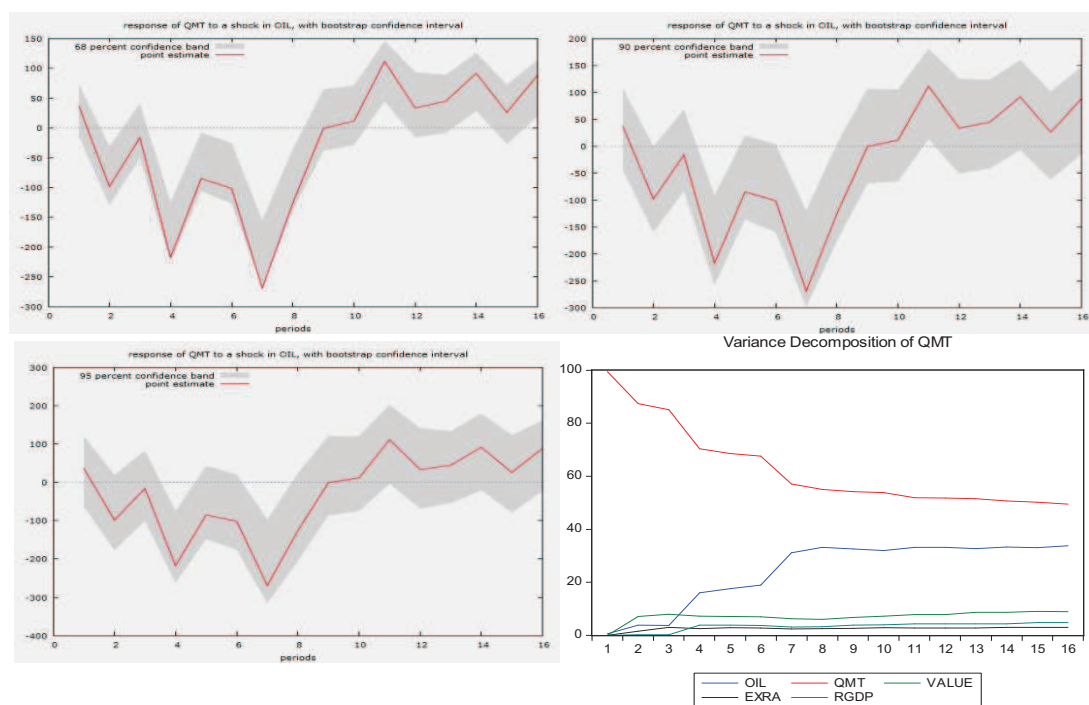 response of QMT to a shock in OIL, with bootstrap confidence interval
150
68 percent confidence band
point estimate
100
50
0
-50
-100
-150
-200
-250
-300
0 2 4 6 8 10 12 14 16
periods
response of QMT to a shock in OIL, with bootstrap confidence interval
200
90 percent confidence band
point estimate
150
100
50
0
-50
-100
-150
-200
-250
-300
0 2 4 6 8 10 12 14 16
periods
response of QMT to a shock in OIL, with bootstrap confidence interval
300
95 percent confidence band
point estimate
200
100
0
-100
-200
-300
-400
0 2 4 6 8 10 12 14 16
periods
Variance Decomposition of QMT
100
80
60
40
20
0
1 2 3 4 5 6 7 8 9 10 11 12 13 14 15 16
OIL QMT VALUE
EXRA RGDP